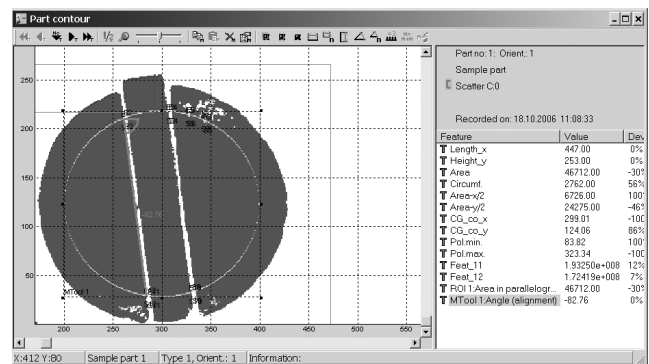 Part contour
Part no: 1: Orient.: 1
Sample part
Scatter C:0
Recorded on: 18.10.2006 11:08:33
Feature Value Dev
Length_x 447.00 0%
Height_y 253.00 0%
Area 46712.00 -30%
Circumf. 2762.00 56%
Area-x/2 6726.00 100%
Area-y/2 24275.00 -46%
CG_co_x 299.01 -100
CG_co_y 124.06 86%
Pol.min. 83.82 100%
Pol.max. 323.34 -100
Feat_11 1.93250e+008 12%
Feat_12 1.72419e+008 7%
ROI 1:Area in parallelogr... 46712.00 -30%
MTool 1:Angle (alignment) -82.76 0%
250
200
150
100
50
-82.76
MTool 1
200 250 300 350 400 450 500 550
X:412 Y:80 Sample part 1 Type 1, Orient.: 1 Information: